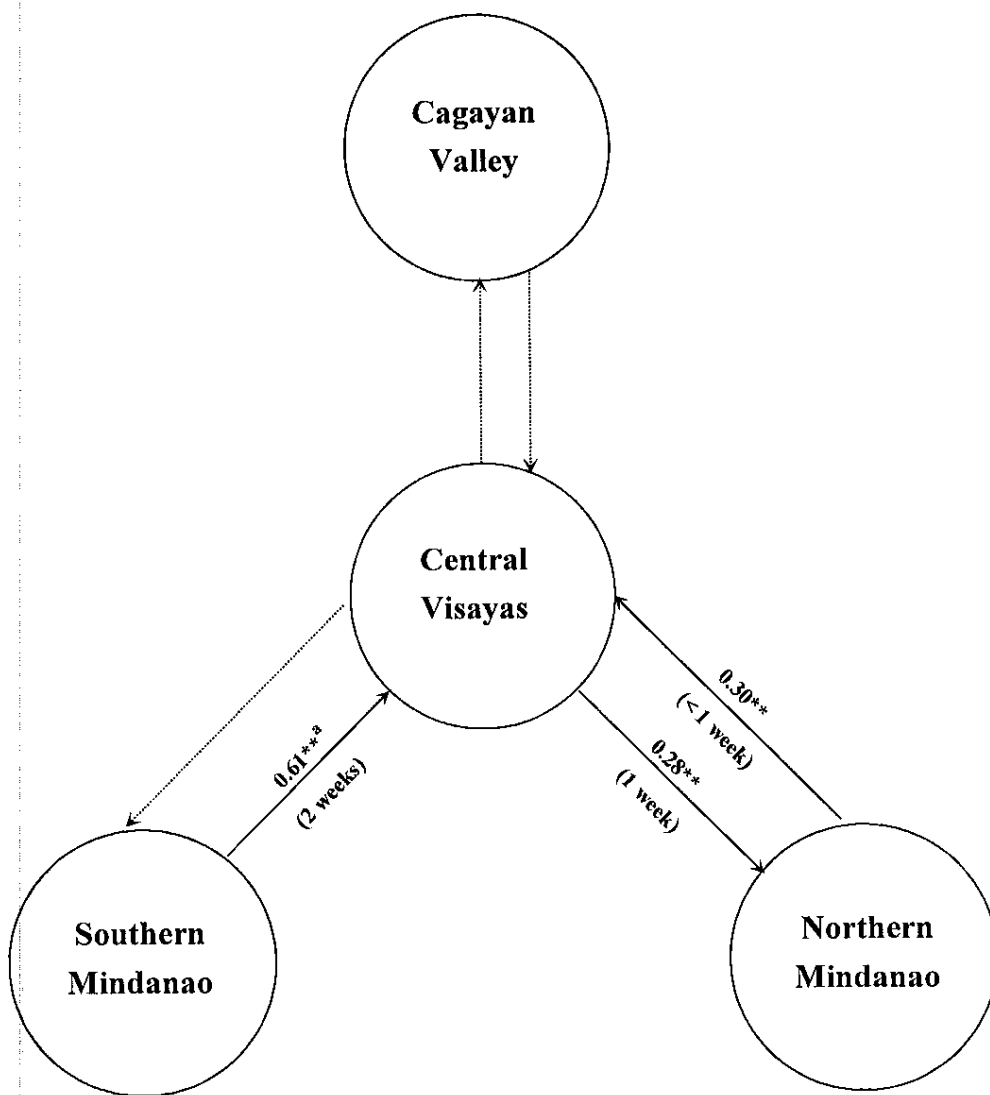 Cagayan
Valley
Central
Visayas
0.61**ᵃ
(2 weeks)
0.30**
(<1 week)
0.28**
(1 week)
Southern
Mindanao
Northern
Mindanao